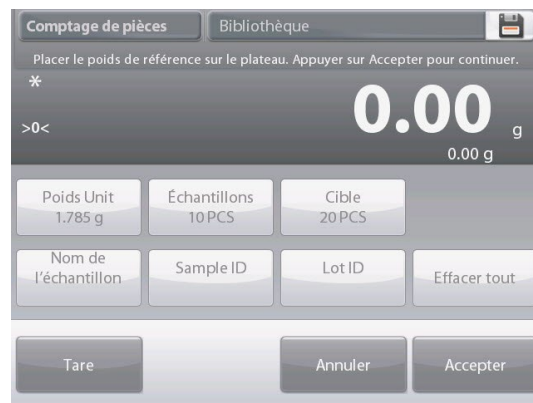 Comptage de pièces Bibliothèque
Placer le poids de référence sur le plateau. Appuyer sur Accepter pour continuer.
*
>0< 0.00 g
0.00 g
Poids Unit Échantillons Cible
1.785 g 10 PCS 20 PCS
Nom de
l'échantillon Sample ID Lot ID Effacer tout
Tare Annuler Accepter